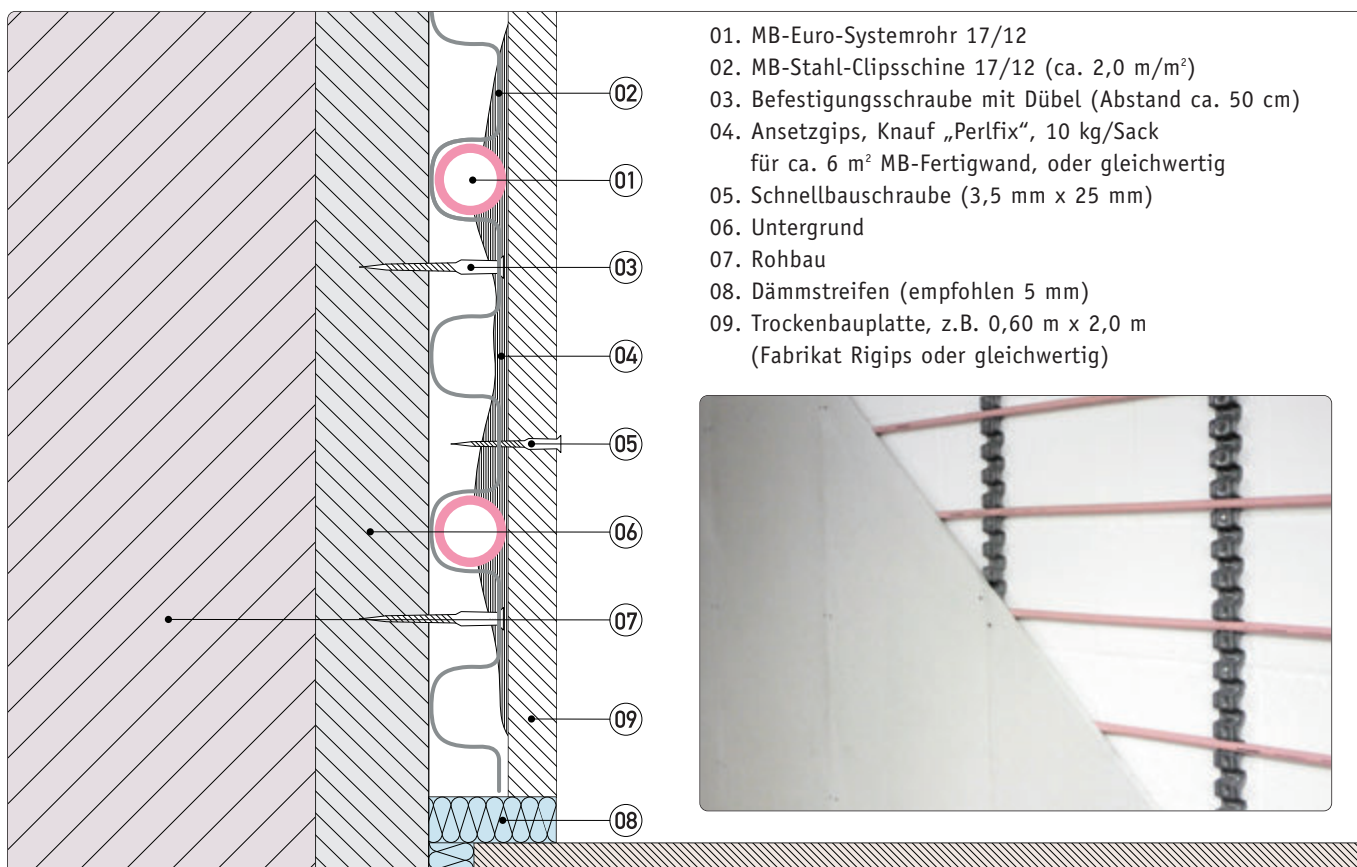 01. MB-Euro-Systemrohr 17/12
02. MB-Stahl-Clipsschine 17/12 (ca. 2,0 m/m²)
03. Befestigungsschraube mit Dübel (Abstand ca. 50 cm)
04. Ansetzgips, Knauf „Perlfix“, 10 kg/Sack
für ca. 6 m² MB-Fertigwand, oder gleichwertig
05. Schnellbauschraube (3,5 mm x 25 mm)
06. Untergrund
07. Rohbau
08. Dämmstreifen (empfohlen 5 mm)
09. Trockenbauplatte, z.B. 0,60 m x 2,0 m
(Fabrikat Rigips oder gleichwertig)
02
01
03
04
05
06
07
09
08